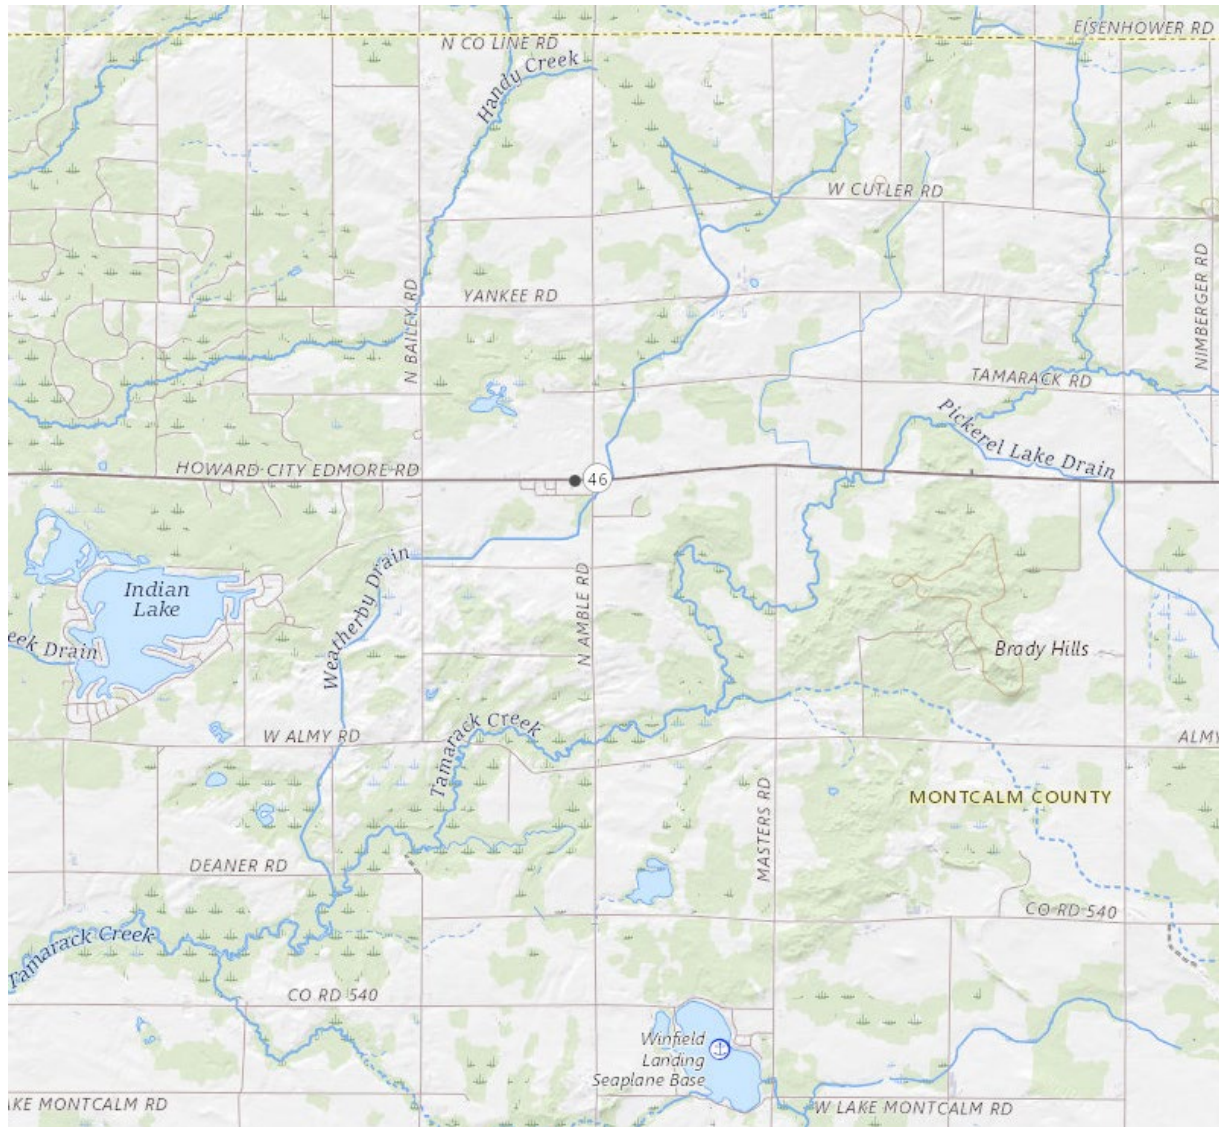 EISENHOWER RD
N CO LINE RD
Handy Creek
W CUTLER RD
NIMBERGER RD
YANKEE RD
N BAILEY RD
TAMARACK RD
Pickerel Lake Drain
HOWARD CITY EDMORE RD
46
Weatherby Drain
Indian
Lake
N AMBLE RD
eek Drain
Brady Hills
Tamarack Creek
W ALMY RD
ALMY
MASTERS RD
MONTCALM COUNTY
DEANER RD
CO RD 540
Tamarack Creek
CO RD 540
Winfield
Landing
Seaplane Base
AKE MONTCALM RD
W LAKE MONTCALM RD